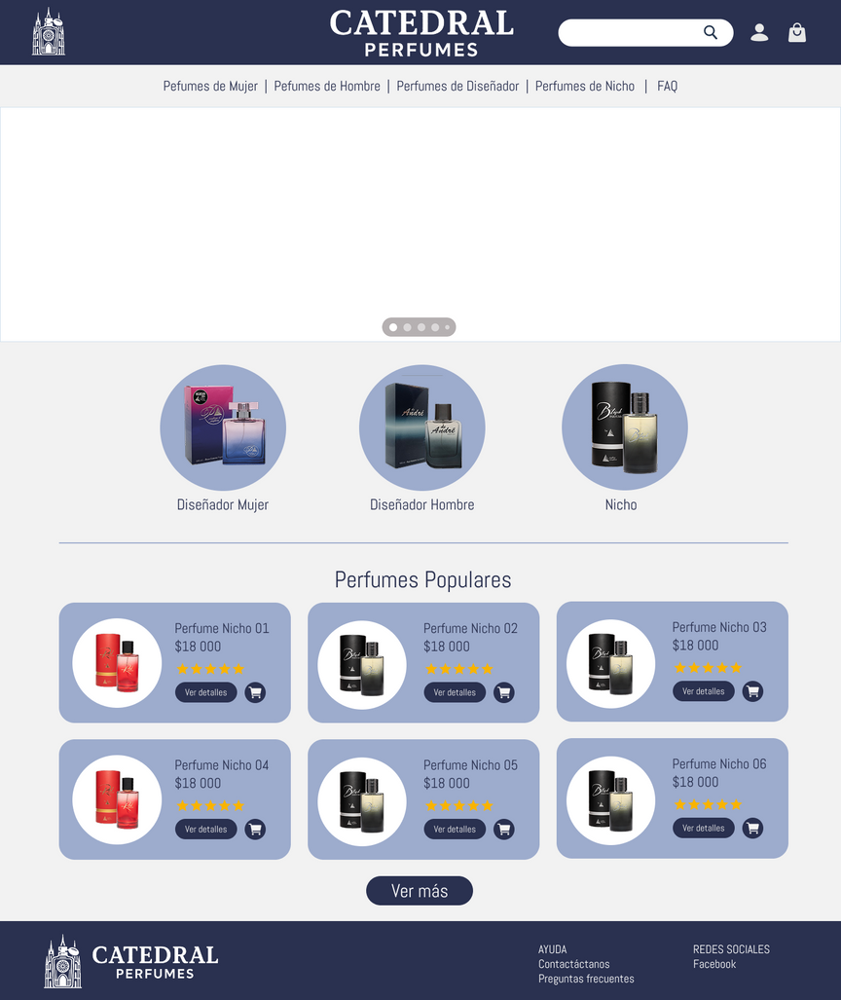 CATEDRAL
PERFUMES
Pefumes de Mujer | Pefumes de Hombre | Perfumes de Diseñador | Perfumes de Nicho | FAQ
André
André
Black
Diseñador Mujer
Diseñador Hombre
Nicho
Perfumes Populares
Perfume Nicho 01
$18 000
Ver detalles
Perfume Nicho 02
$18 000
Ver detalles
Perfume Nicho 03
$18 000
Ver detalles
Perfume Nicho 04
$18 000
Ver detalles
Perfume Nicho 05
$18 000
Ver detalles
Perfume Nicho 06
$18 000
Ver detalles
Ver más
CATEDRAL
PERFUMES
AYUDA
Contactáctanos
Preguntas frecuentes
REDES SOCIALES
Facebook